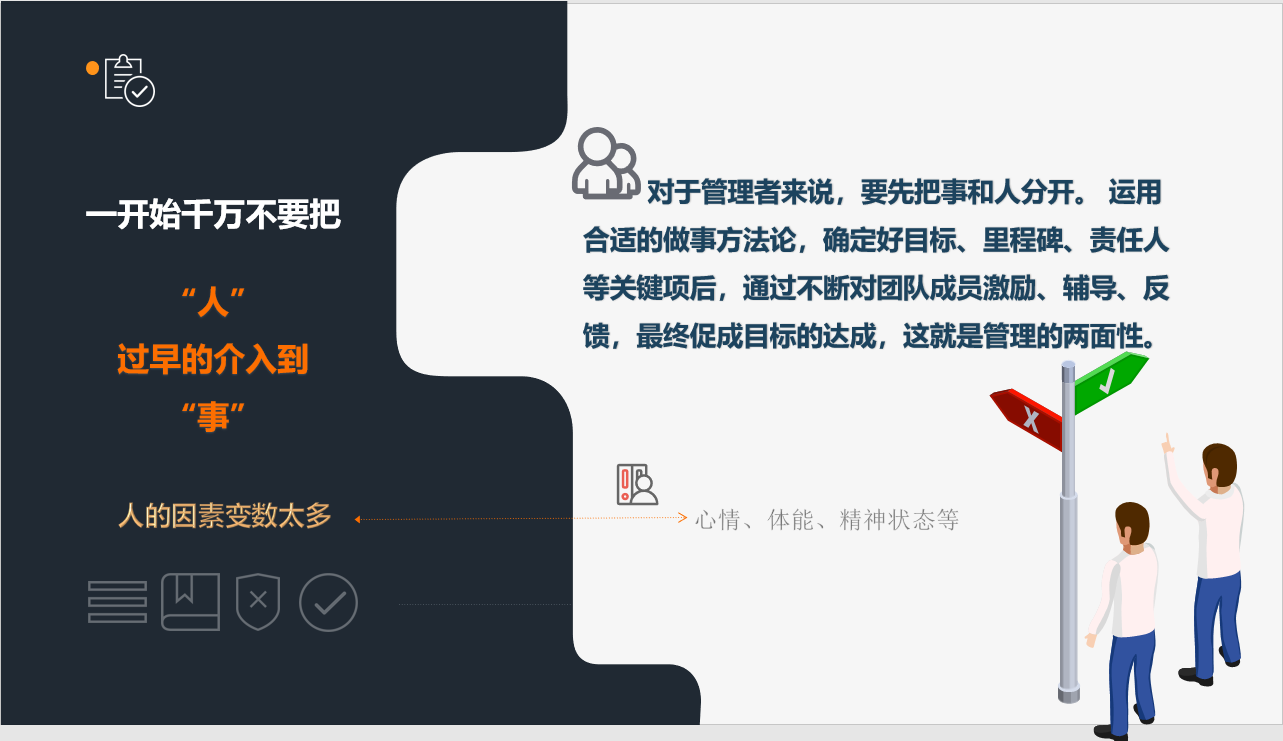 一开始千万不要把
“人”
过早的介入到
“事”
人的因素变数太多
对于管理者来说，要先把事和人分开。 运用
合适的做事方法论，确定好目标、里程碑、责任人
等关键项后，通过不断对团队成员激励、辅导、反
馈，最终促成目标的达成，这就是管理的两面性。
心情、体能、精神状态等
X